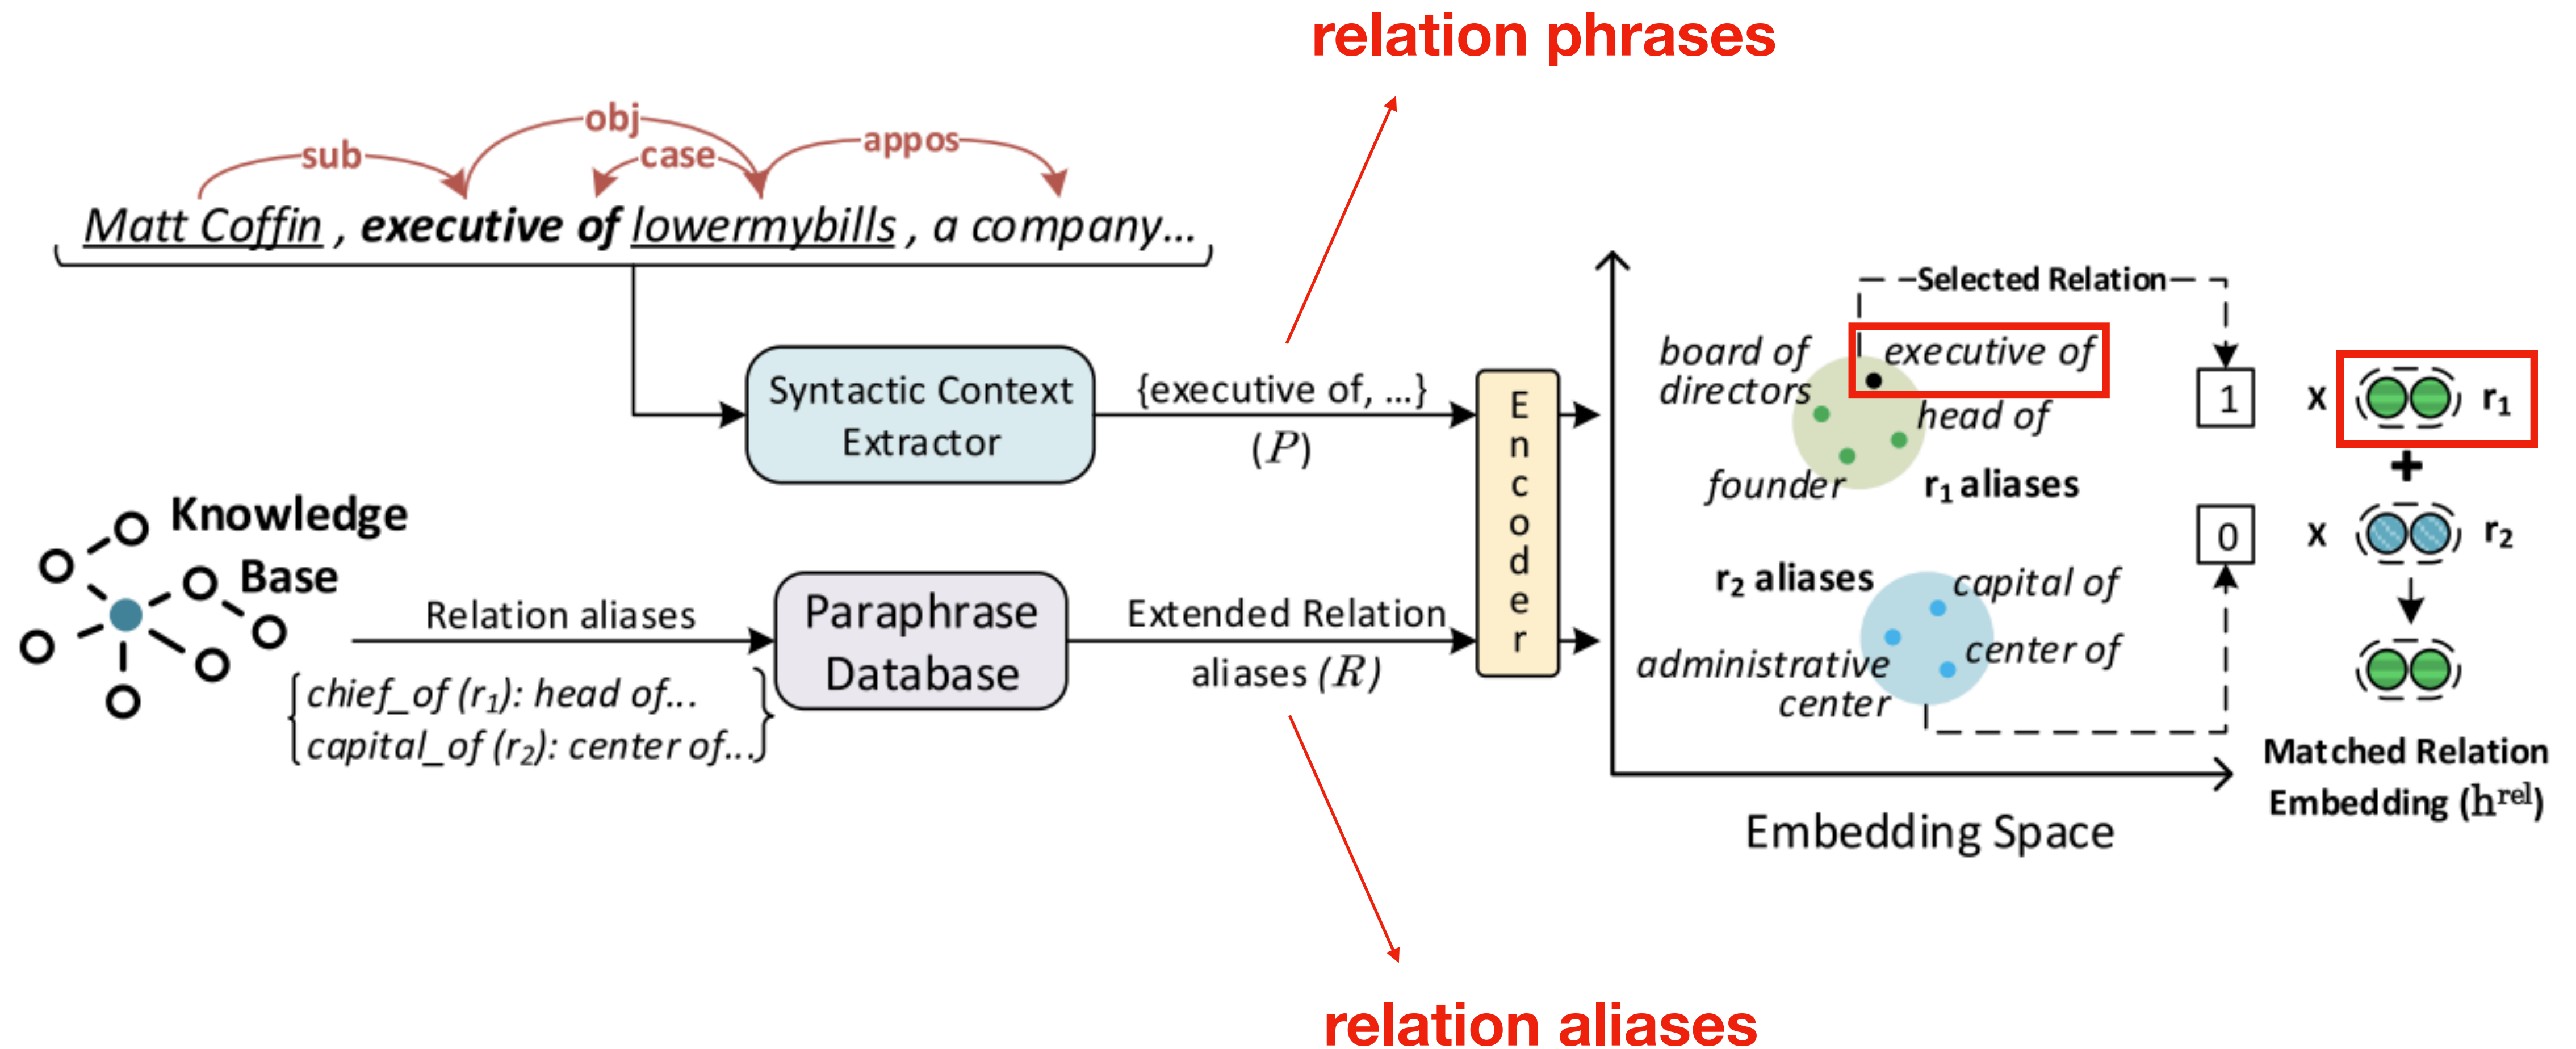 relation phrases
sub
obj
case
appos
Matt Coffin , executive of lowermybills , a company...
Syntactic Context
Extractor
{executive of, ...}
(P)
Knowledge
Base
Relation aliases
chief_of (r1): head of...
capital_of (r2): center of...
Paraphrase
Database
Extended Relation
aliases (R)
Encoder
Selected Relation
board of
directors
executive of
head of
founder
r1 aliases
r2 aliases
capital of
center of
administrative
center
Embedding Space
1
x
r1
+
0
x
r2
Matched Relation
Embedding (hrel)
relation aliases